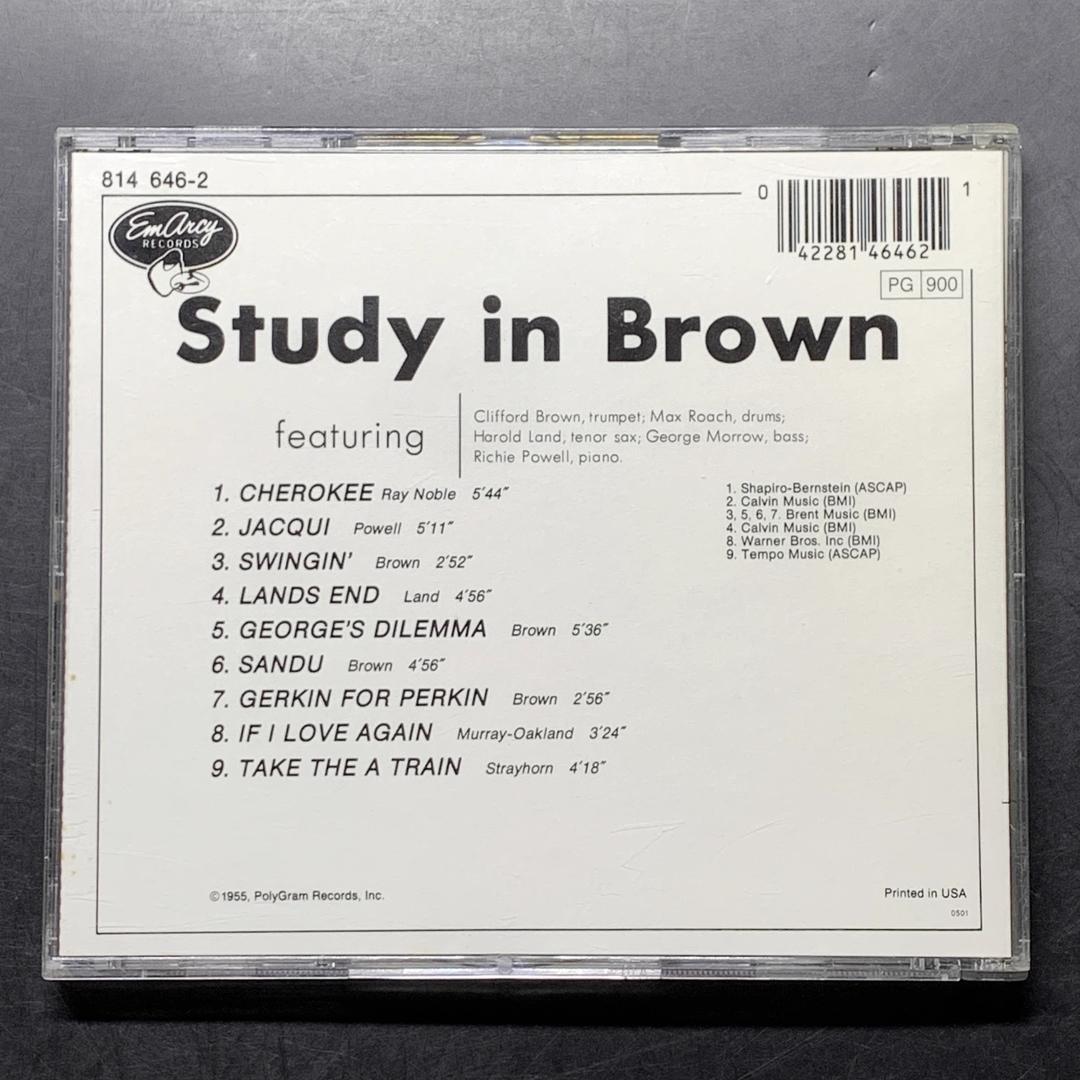 814 646-2
0 42281 46462 1
EmArcy
RECORDS
PG 900
Study in Brown
featuring
Clifford Brown, trumpet; Max Roach, drums;
Harold Land, tenor sax; George Morrow, bass;
Richie Powell, piano.
1. CHEROKEE Ray Noble 5'44"
2. JACQUI Powell 5'11"
3. SWINGIN' Brown 2'52"
4. LANDS END Land 4'56"
5. GEORGE'S DILEMMA Brown 5'36"
6. SANDU Brown 4'56"
7. GERKIN FOR PERKIN Brown 2'56"
8. IF I LOVE AGAIN Murray-Oakland 3'24"
9. TAKE THE A TRAIN Strayhorn 4'18"
1. Shapiro-Bernstein (ASCAP)
2. Calvin Music (BMI)
3, 5, 6, 7. Brent Music (BMI)
4. Calvin Music (BMI)
8. Warner Bros. Inc (BMI)
9. Tempo Music (ASCAP)
©1955, PolyGram Records, Inc.
Printed in USA
0501